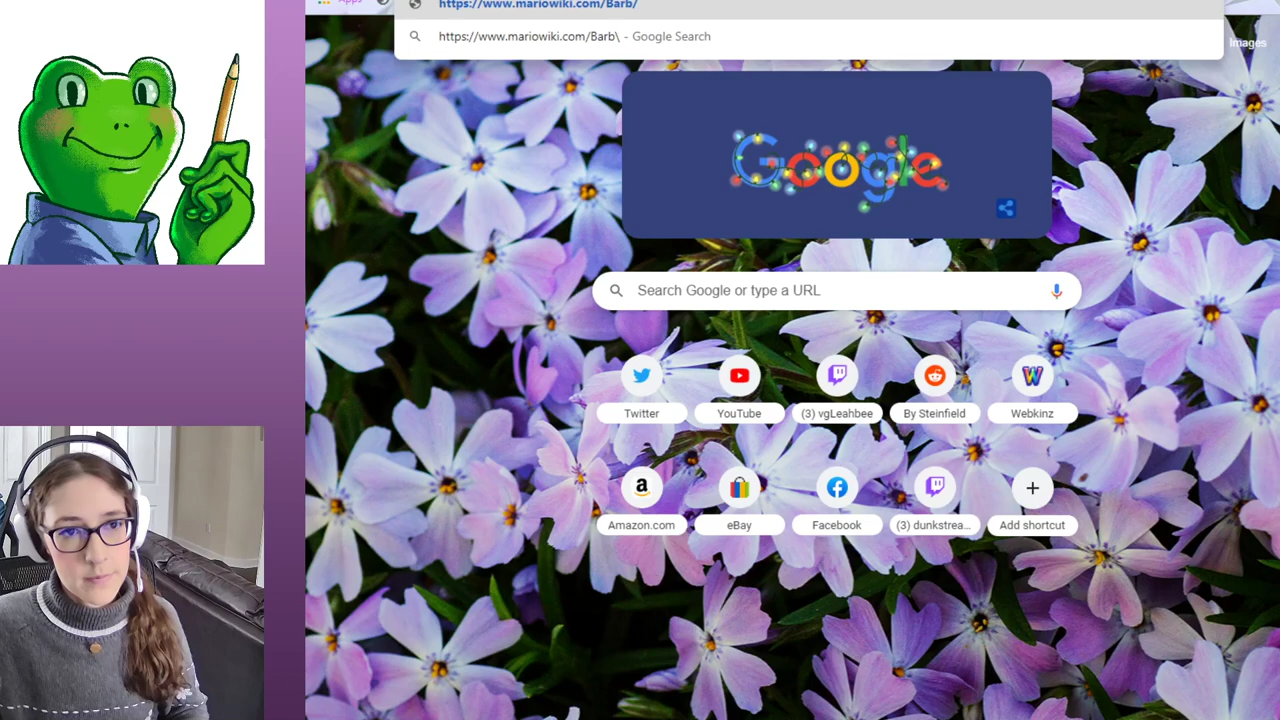 Apps
https://www.mariowiki.com/Barb/
https://www.mariowiki.com/Barb\ - Google Search
Images
Google
Search Google or type a URL
Twitter
YouTube
(3) vgLeahbee
By Steinfield
Webkinz
Amazon.com
eBay
Facebook
(3) dunkstrea...
Add shortcut